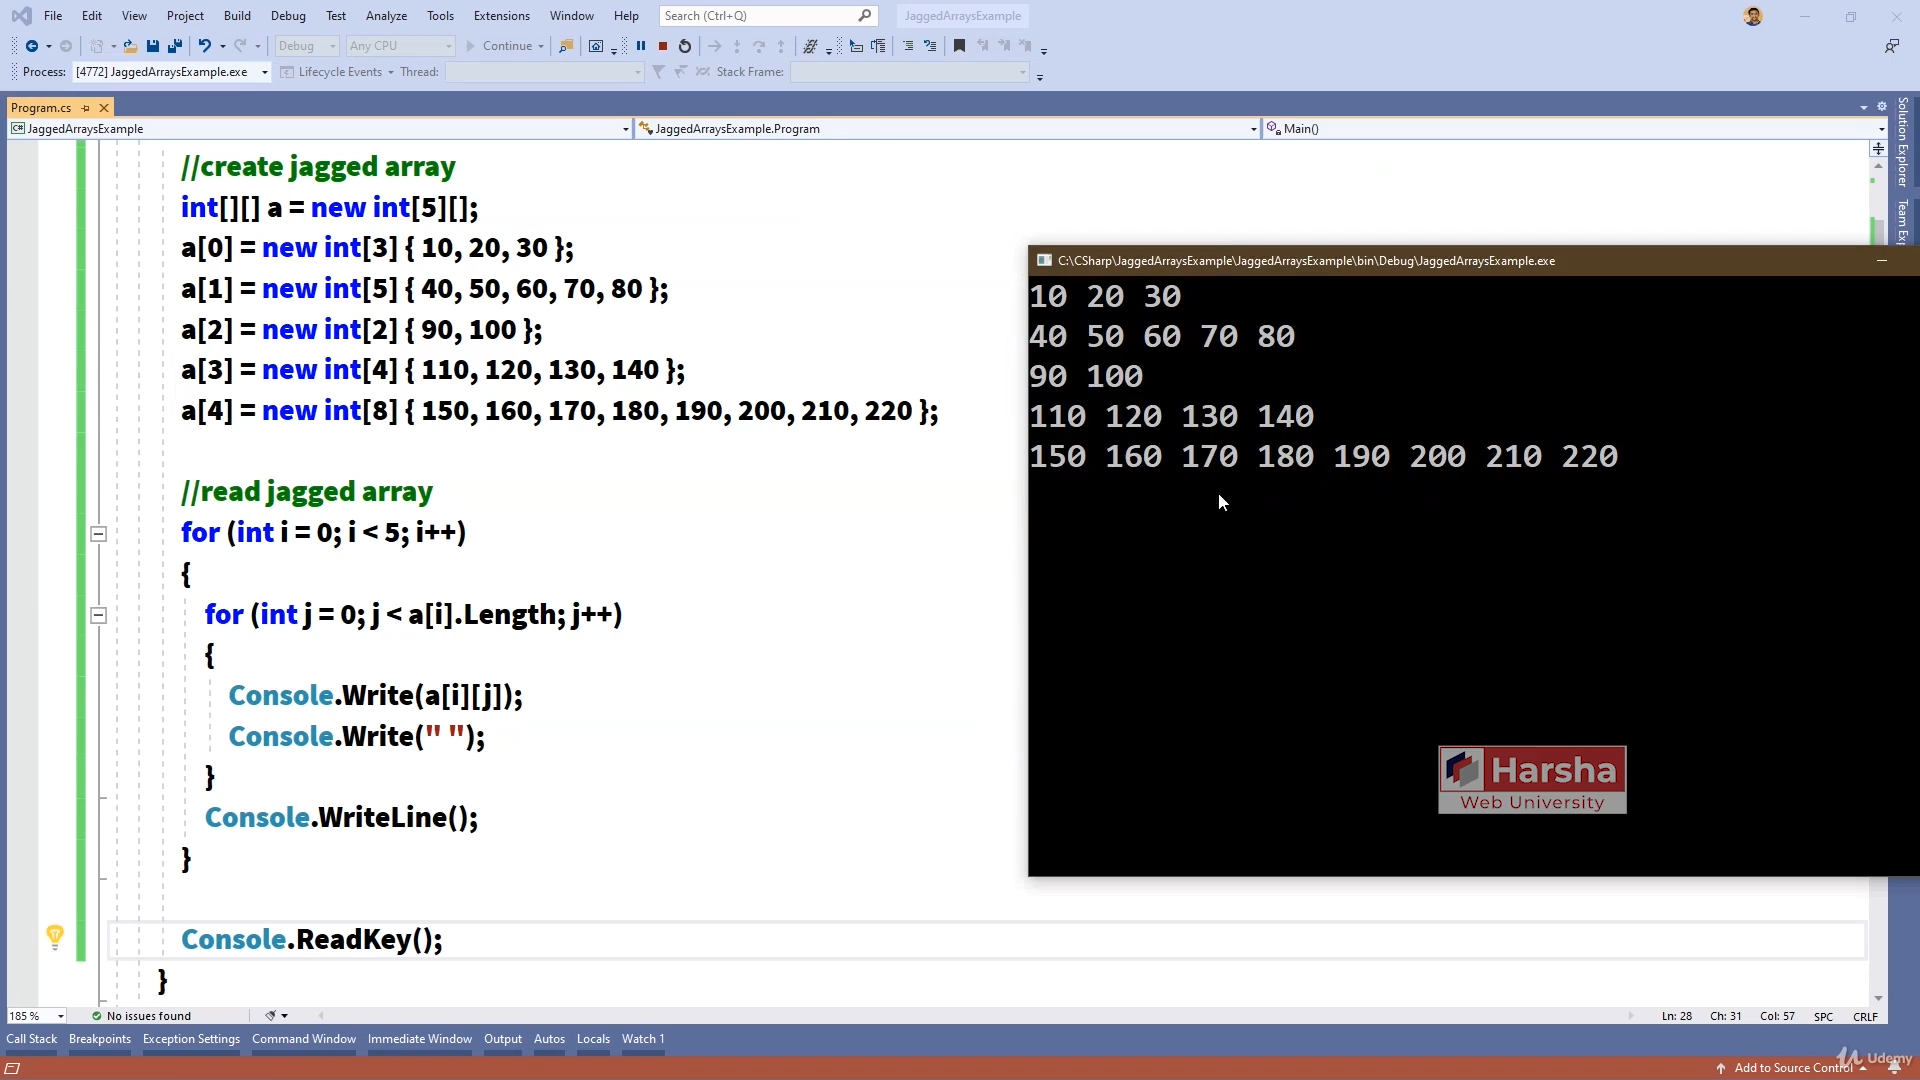 File Edit View Project Build Debug Test Analyze Tools Extensions Window Help Search (Ctrl+Q) JaggedArraysExample
Debug Any CPU Continue
Process: [4772] JaggedArraysExample.exe Lifecycle Events Thread: Stack Frame:
Program.cs
C# JaggedArraysExample JaggedArraysExample.Program Main()
//create jagged array
int[][] a = new int[5][];
a[0] = new int[3] { 10, 20, 30 };
a[1] = new int[5] { 40, 50, 60, 70, 80 };
a[2] = new int[2] { 90, 100 };
a[3] = new int[4] { 110, 120, 130, 140 };
a[4] = new int[8] { 150, 160, 170, 180, 190, 200, 210, 220 };
//read jagged array
for (int i = 0; i < 5; i++)
{
for (int j = 0; j < a[i].Length; j++)
{
Console.Write(a[i][j]);
Console.Write(" ");
}
Console.WriteLine();
}
Console.ReadKey();
}
C:\CSharp\JaggedArraysExample\JaggedArraysExample\bin\Debug\JaggedArraysExample.exe
10 20 30
40 50 60 70 80
90 100
110 120 130 140
150 160 170 180 190 200 210 220
Harsha
Web University
Solution Explorer
Team Ex
185 % No issues found Ln: 28 Ch: 31 Col: 57 SPC CRLF
Call Stack Breakpoints Exception Settings Command Window Immediate Window Output Autos Locals Watch 1
Add to Source Control
Udemy